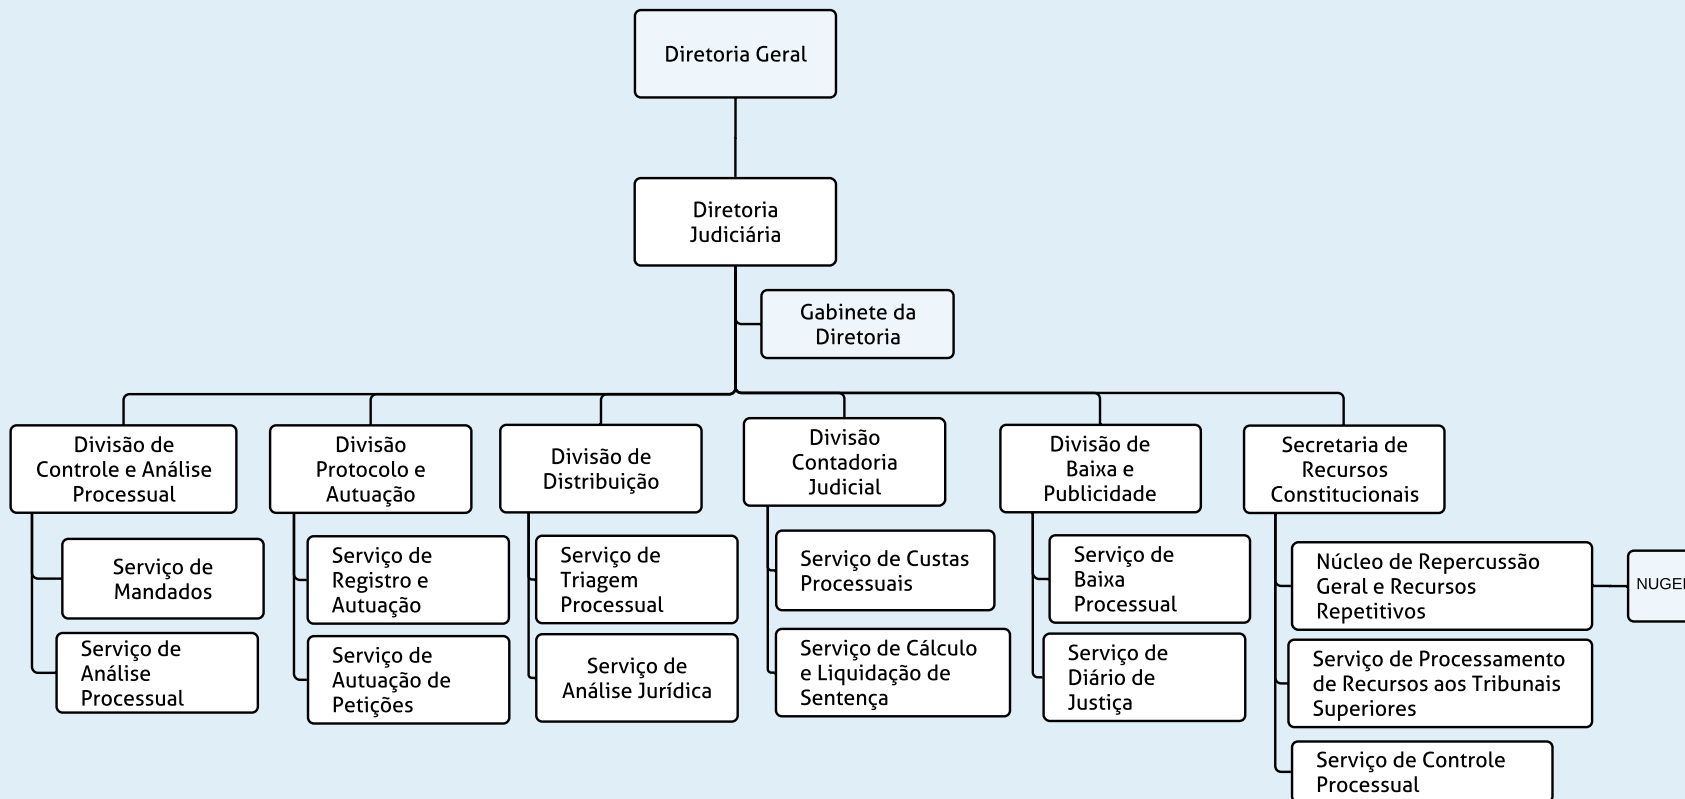 Diretoria Geral
Diretoria
Judiciária
Gabinete da
Diretoria
Divisão de
Controle e Análise
Processual
Divisão
Protocolo e
Autuação
Divisão de
Distribuição
Divisão
Contadoria
Judicial
Divisão de
Baixa e
Publicidade
Secretaria de
Recursos
Constitucionais
Serviço de
Mandados
Serviço de
Análise
Processual
Serviço de
Registro e
Autuação
Serviço de
Autuação de
Petições
Serviço de
Triagem
Processual
Serviço de
Análise Jurídica
Serviço de Custas
Processuais
Serviço de Cálculo
e Liquidação de
Sentença
Serviço de
Baixa
Processual
Serviço de
Diário de
Justiça
Núcleo de Repercussão
Geral e Recursos
Repetitivos
Serviço de Processamento
de Recursos aos Tribunais
Superiores
Serviço de Controle
Processual